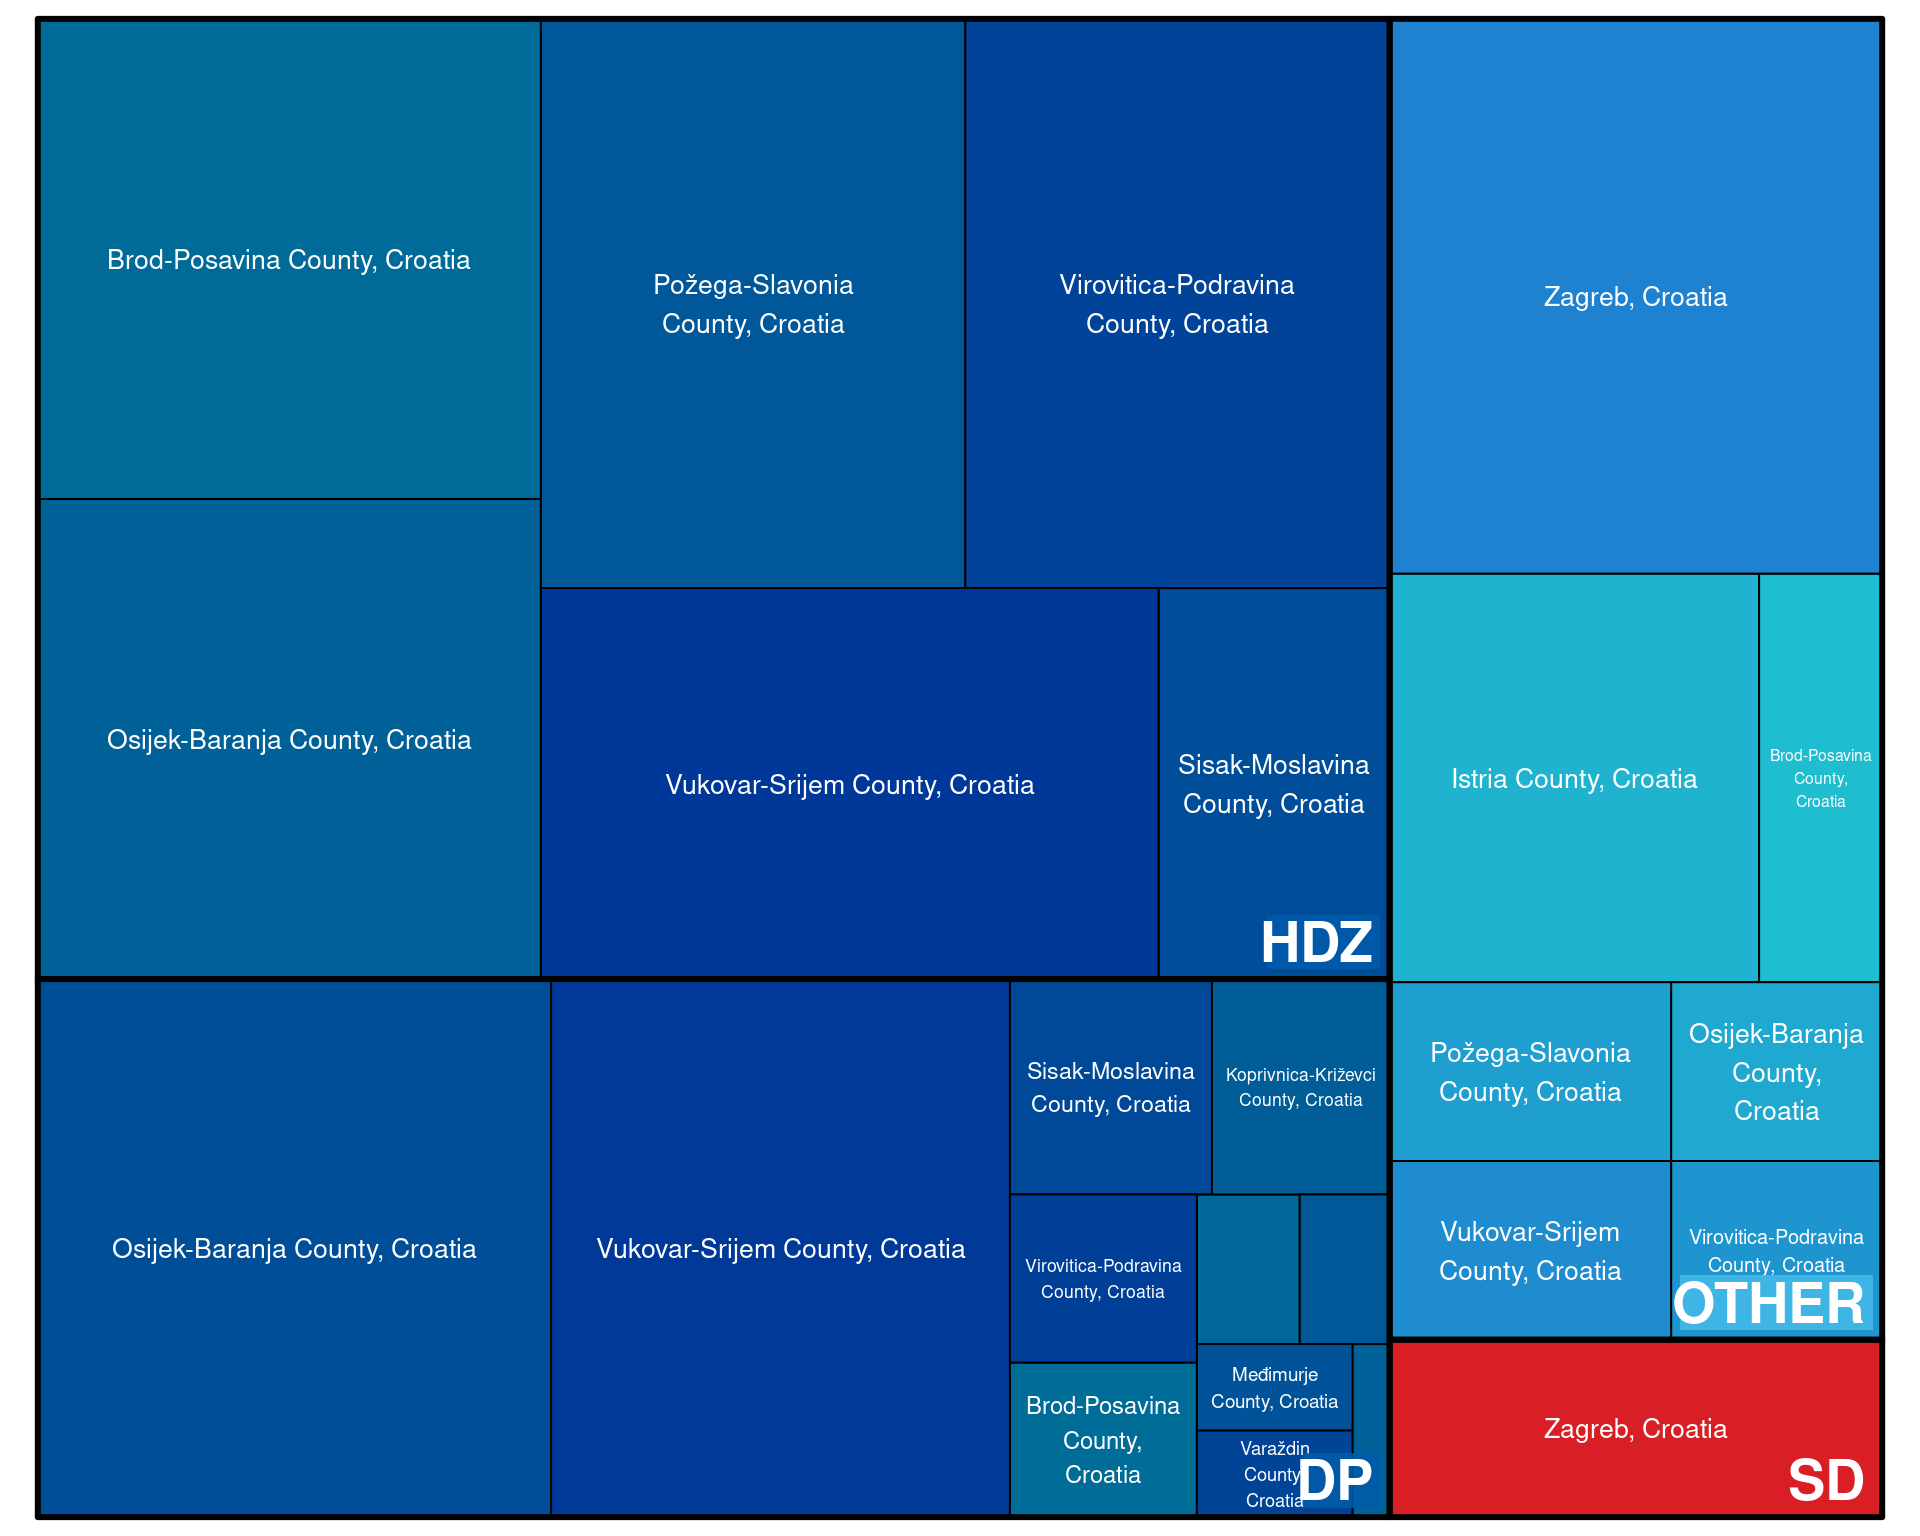 Brod-Posavina County, Croatia
Požega-Slavonia
County, Croatia
Virovitica-Podravina
County, Croatia
Osijek-Baranja County, Croatia
Vukovar-Srijem County, Croatia
Sisak-Moslavina
County, Croatia
HDZ
Zagreb, Croatia
Istria County, Croatia
Brod-Posavina
County,
Croatia
Požega-Slavonia
County, Croatia
Osijek-Baranja
County,
Croatia
Vukovar-Srijem
County, Croatia
Virovitica-Podravina
County, Croatia
OTHER
Osijek-Baranja County, Croatia
Vukovar-Srijem County, Croatia
Sisak-Moslavina
County, Croatia
Koprivnica-Križevci
County, Croatia
Virovitica-Podravina
County, Croatia
Brod-Posavina
County,
Croatia
Međimurje
County, Croatia
Varaždin
County
Croatia
DP
Zagreb, Croatia
SD